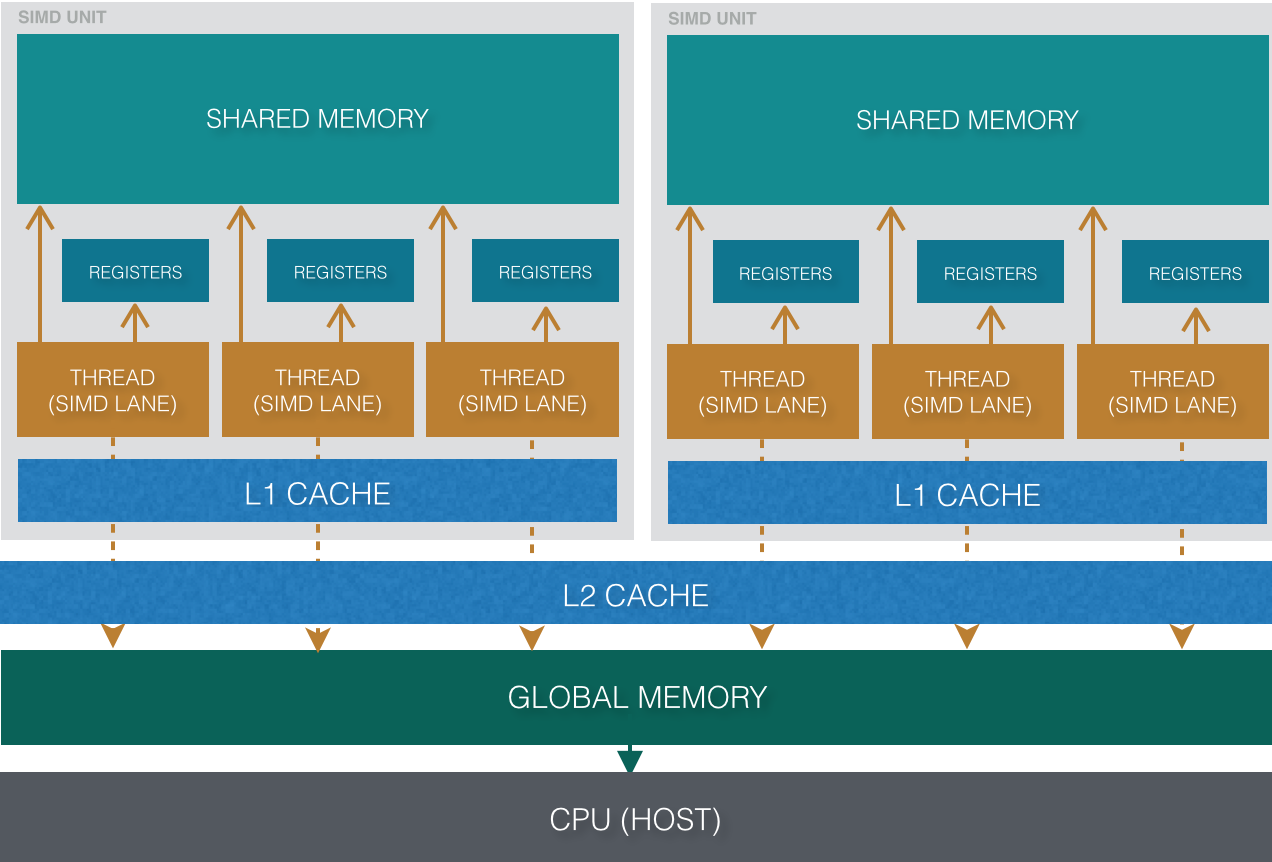 SIMD UNIT
SHARED MEMORY
REGISTERS
REGISTERS
REGISTERS
THREAD
(SIMD LANE)
THREAD
(SIMD LANE)
THREAD
(SIMD LANE)
L1 CACHE
SIMD UNIT
SHARED MEMORY
REGISTERS
REGISTERS
REGISTERS
THREAD
(SIMD LANE)
THREAD
(SIMD LANE)
THREAD
(SIMD LANE)
L1 CACHE
L2 CACHE
GLOBAL MEMORY
CPU (HOST)